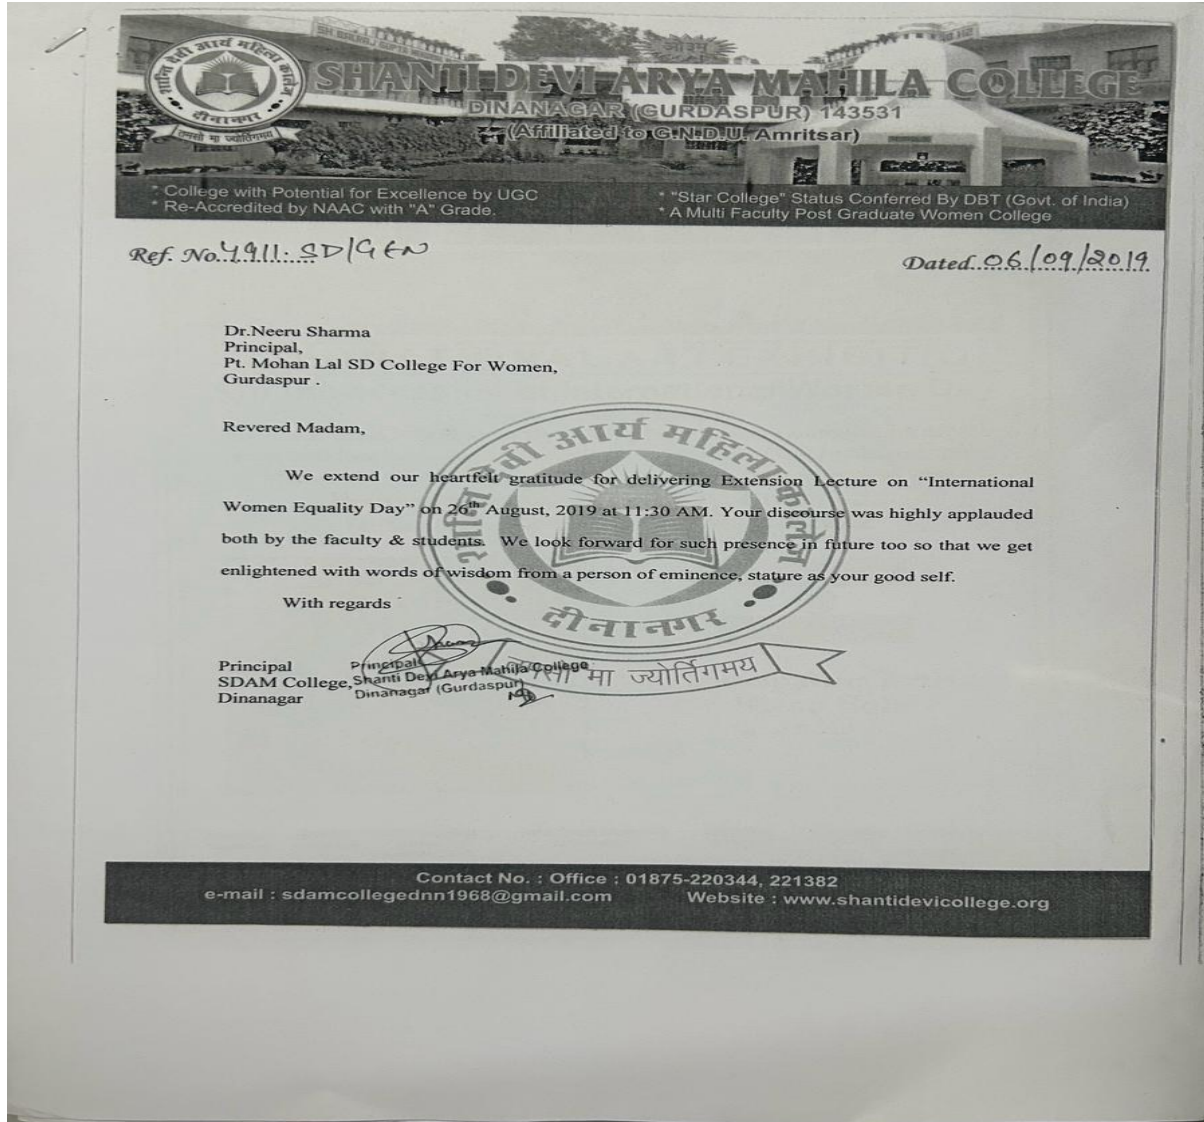 शान्ति देवी आर्य महिला कालेज
दीनानगर
तमसो मा ज्योतिंगमय
ओ३म्
SHANTI DEVI ARYA MAHILA COLLEGE
DINANAGAR (GURDASPUR) 143531
(Affiliated to G.N.D.U. Amritsar)
* College with Potential for Excellence by UGC
* Re-Accredited by NAAC with "A" Grade.
* "Star College" Status Conferred By DBT (Govt. of India)
* A Multi Faculty Post Graduate Women College
Ref. No. 4911: SD/GEN
Dated 06/09/2019
Dr.Neeru Sharma
Principal,
Pt. Mohan Lal SD College For Women,
Gurdaspur .
Revered Madam,
We extend our heartfelt gratitude for delivering Extension Lecture on “International
Women Equality Day” on 26th August, 2019 at 11:30 AM. Your discourse was highly applauded
both by the faculty & students. We look forward for such presence in future too so that we get
enlightened with words of wisdom from a person of eminence, stature as your good self.
With regards
शान्ति देवी आर्य महिला कालेज
दीनानगर
तमसो मा ज्योर्तिगमय
Principal
SDAM College,
Dinanagar
Principal
Shanti Devi Arya Mahila College
Dinanagar (Gurdaspur)
Contact No. : Office : 01875-220344, 221382
e-mail : sdamcollegednn1968@gmail.com Website : www.shantidevicollege.org